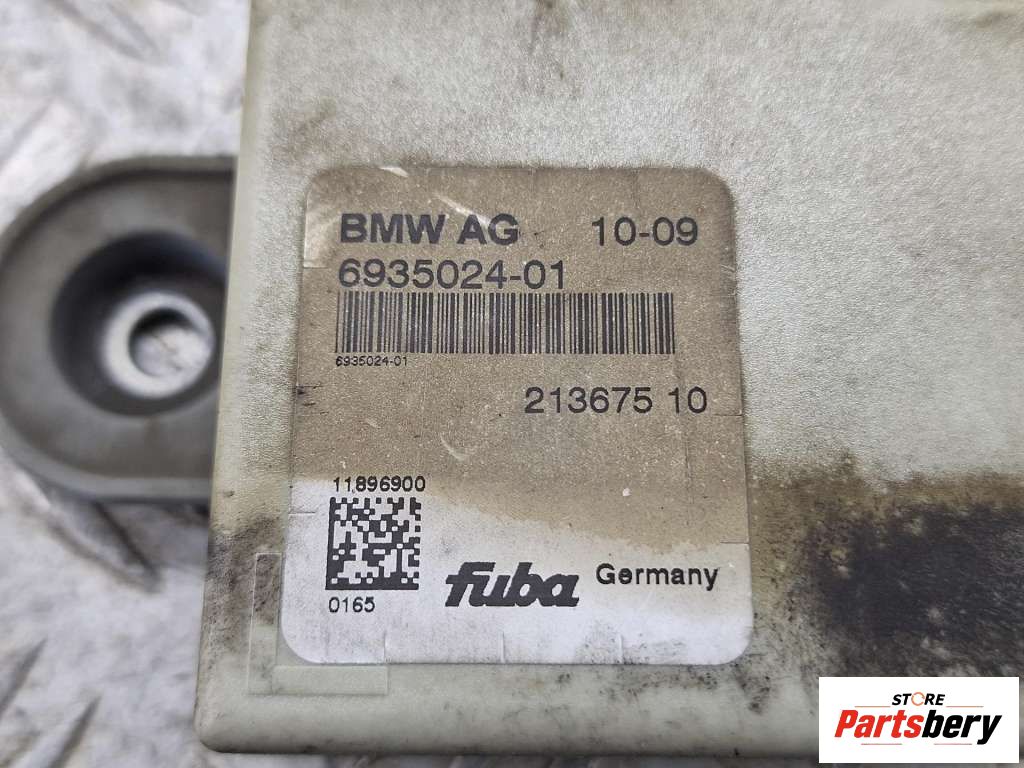 BMW AG 10-09
6935024-01
6935024-01
213675 10
11896900
0165
fuba Germany
STORE
Partsbery